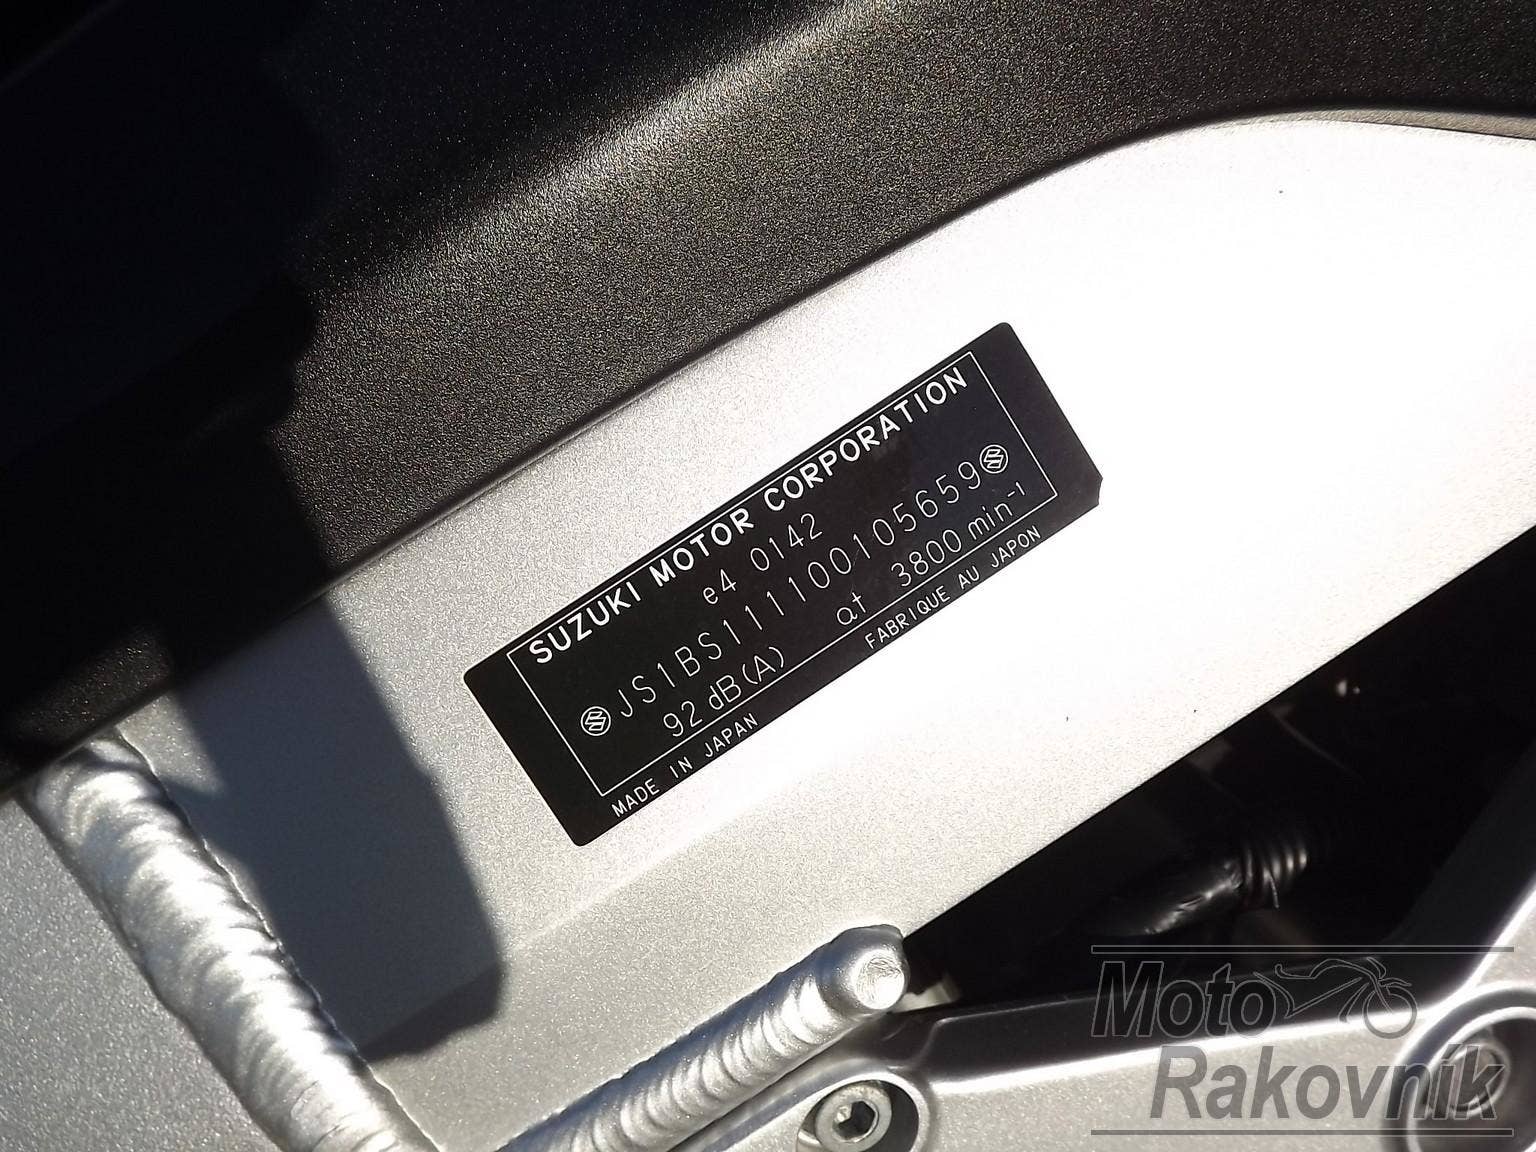 SUZUKI MOTOR CORPORATION
e4 0142
JS1BS111100105659
92 dB(A) at 3800 min⁻¹
MADE IN JAPAN FABRIQUE AU JAPON
Moto
Rakovník